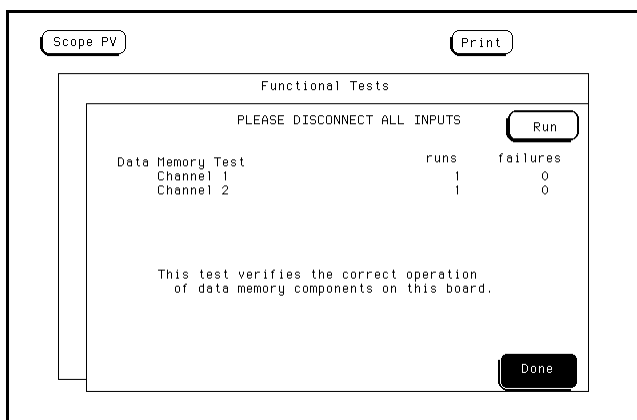 Scope PV Print
Functional Tests
PLEASE DISCONNECT ALL INPUTS
Run
Data Memory Test runs failures
Channel 1 1 0
Channel 2 1 0
This test verifies the correct operation
of data memory components on this board.
Done